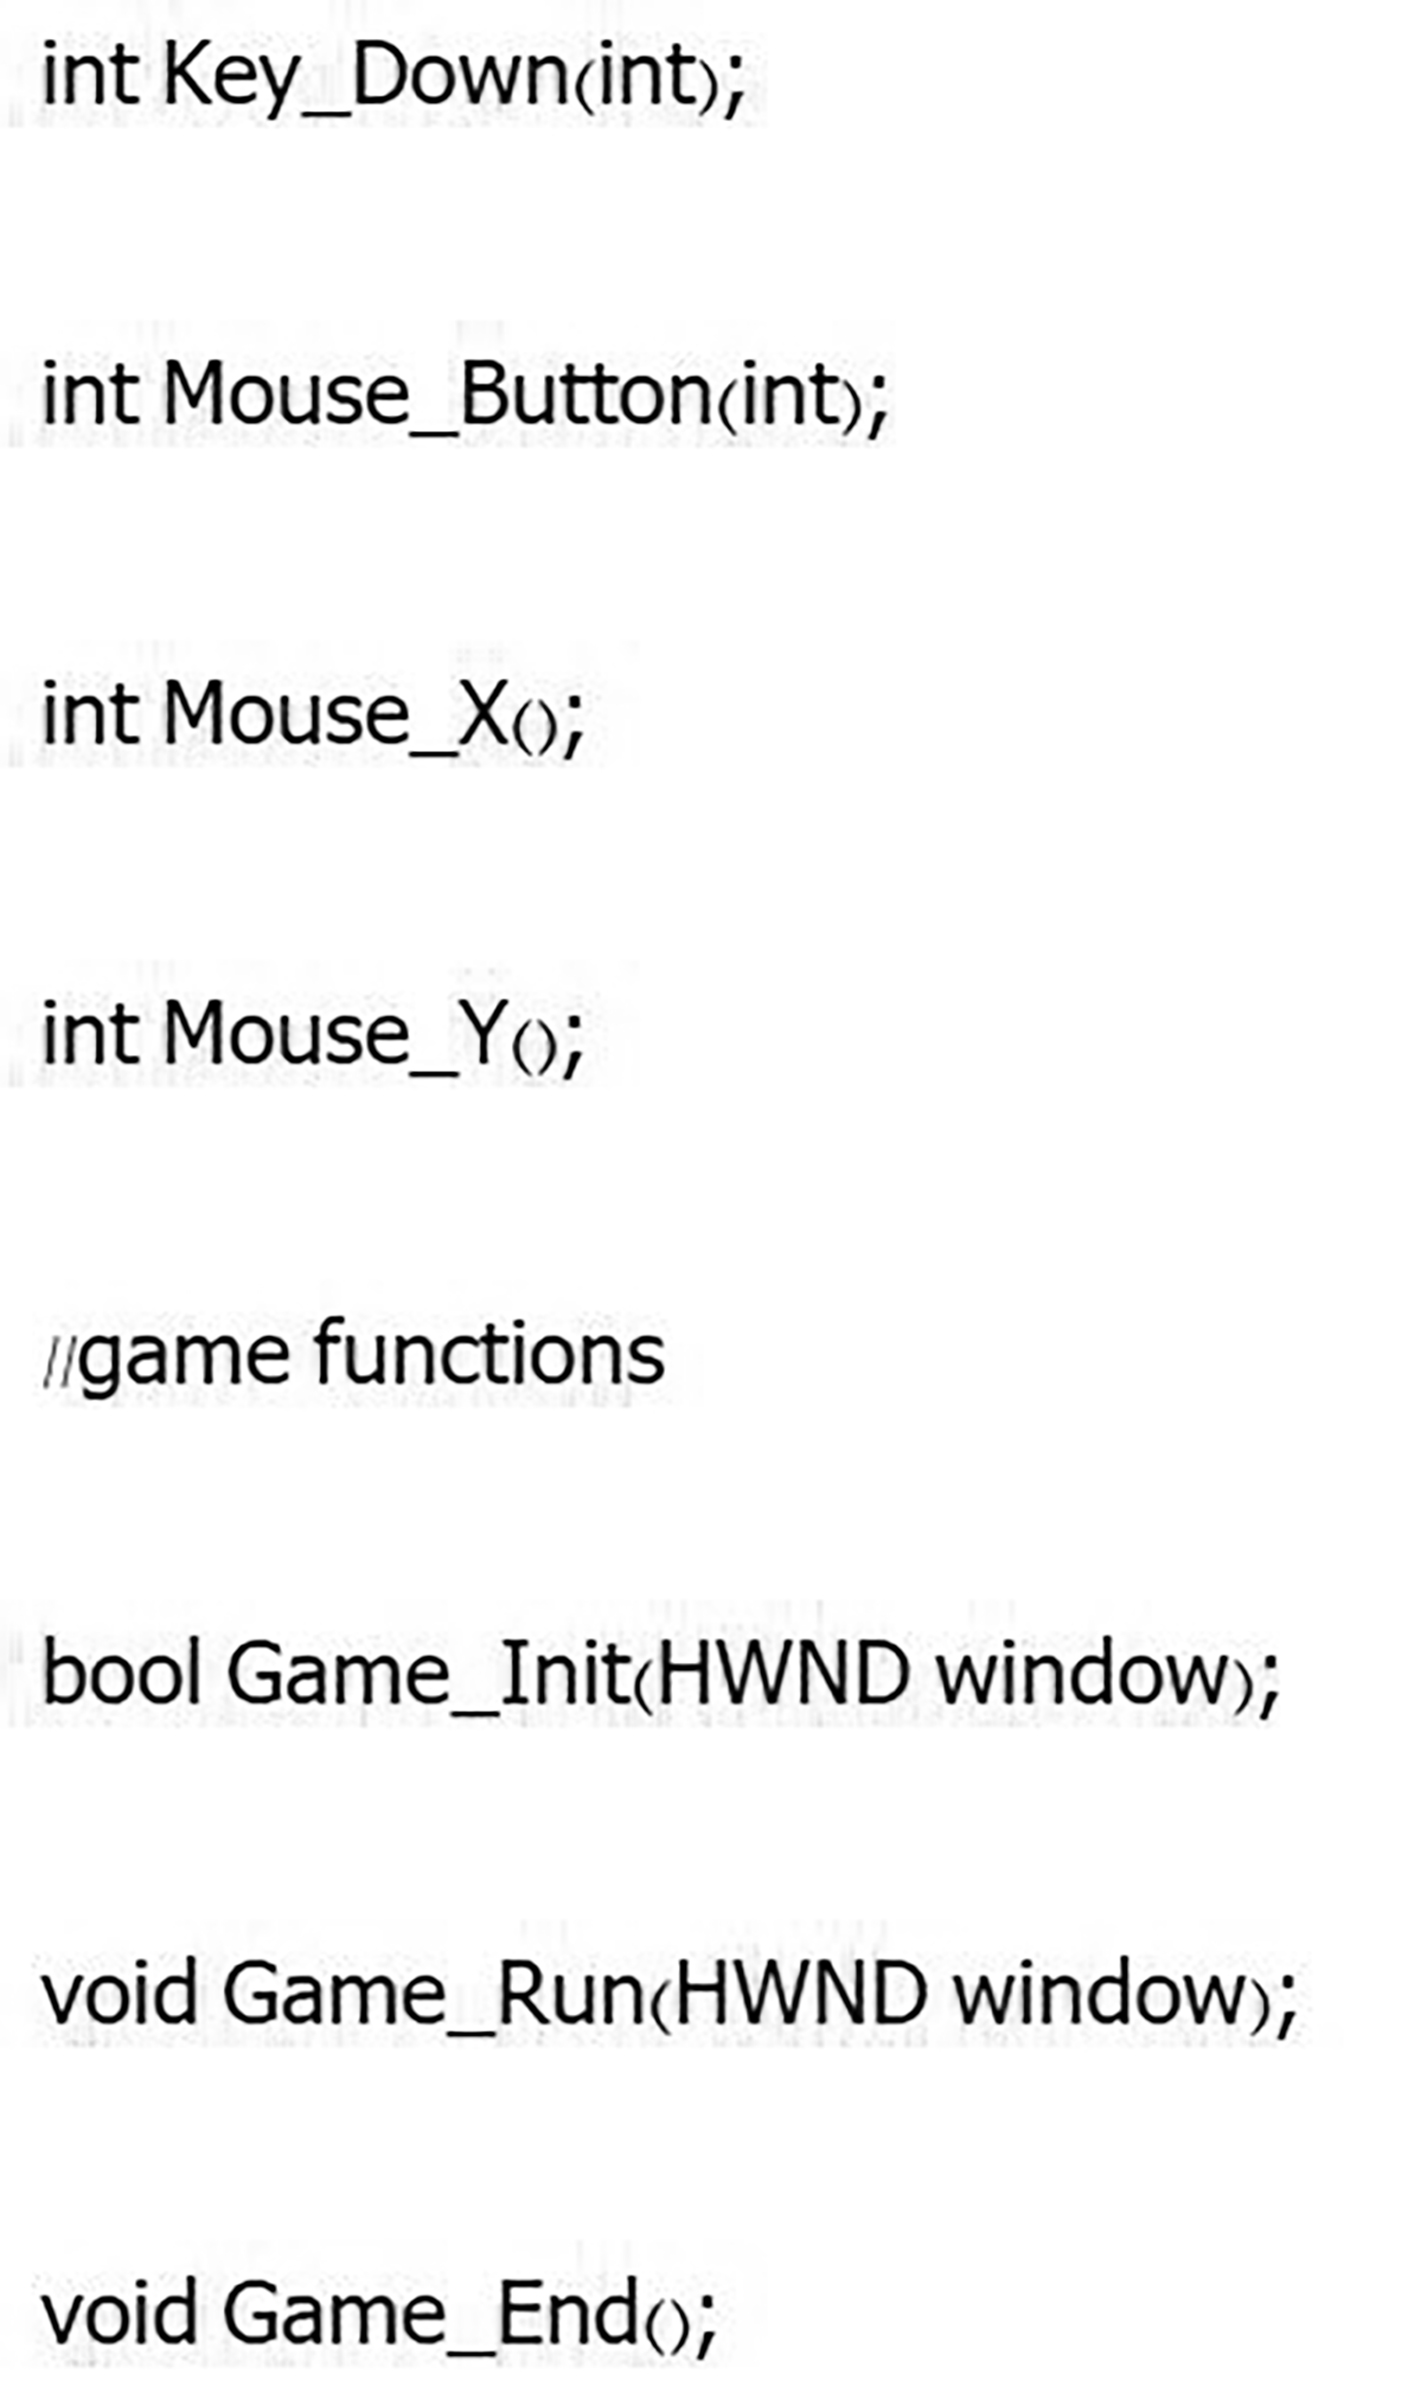 int Key_Down(int);
int Mouse_Button(int);
int Mouse_X();
int Mouse_Y();
//game functions
bool Game_Init(HWND window);
void Game_Run(HWND window);
void Game_End();